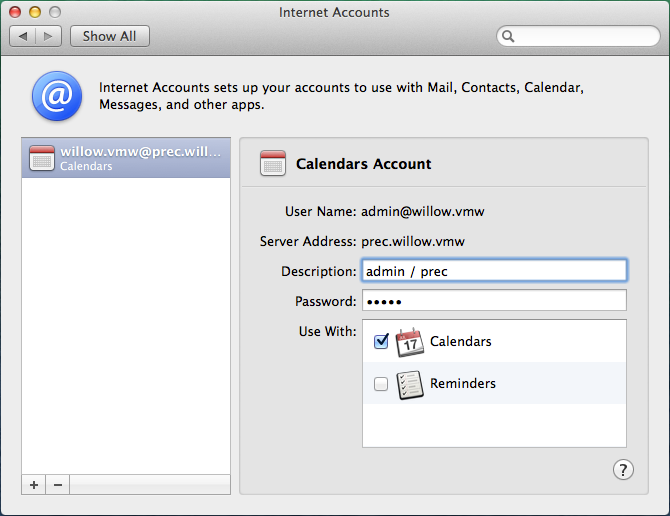 Internet Accounts
Show All
@
Internet Accounts sets up your accounts to use with Mail, Contacts, Calendar,
Messages, and other apps.
willow.vmw@prec.will...
Calendars
Calendars Account
User Name: admin@willow.vmw
Server Address: prec.willow.vmw
Description: admin / prec
Password: •••••
Use With:
17 Calendars
Reminders
+ −
?